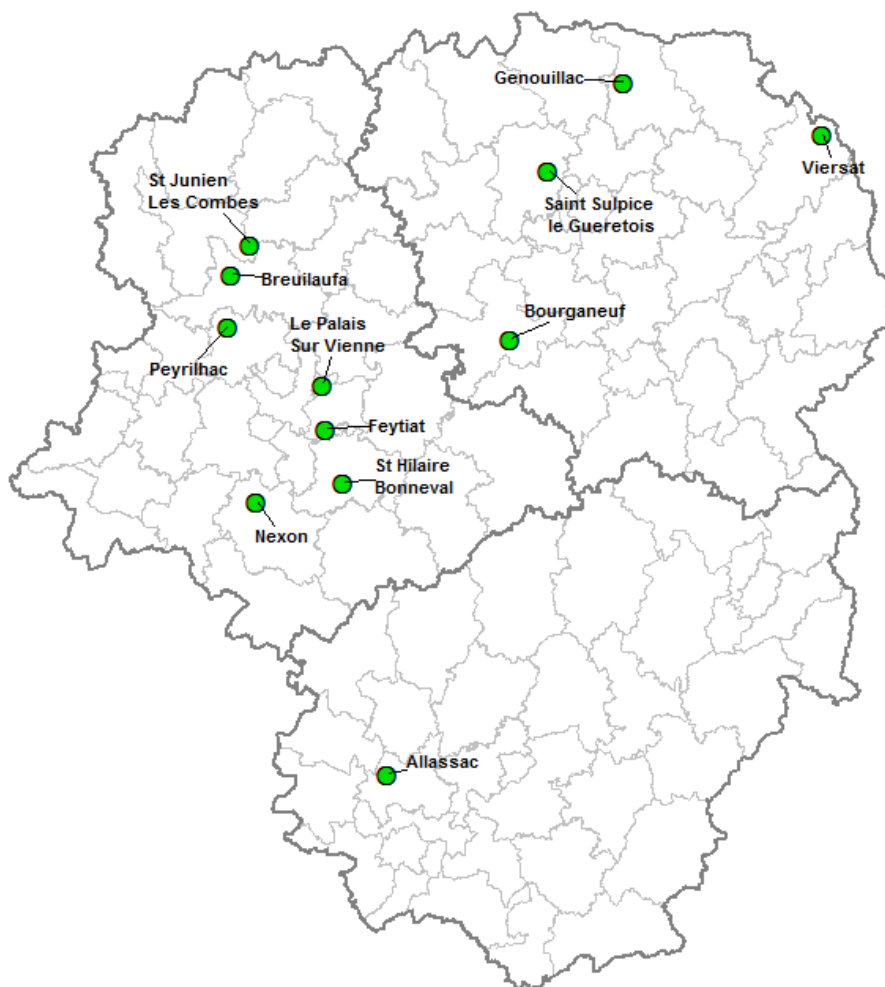 Genouillac
Viersat
St Junien
Les Combes
Saint Sulpice
le Gueretois
Breuilaufa
Bourganeuf
Le Palais
Sur Vienne
Peyrilhac
Feytiat
St Hilaire
Bonneval
Nexon
Allassac